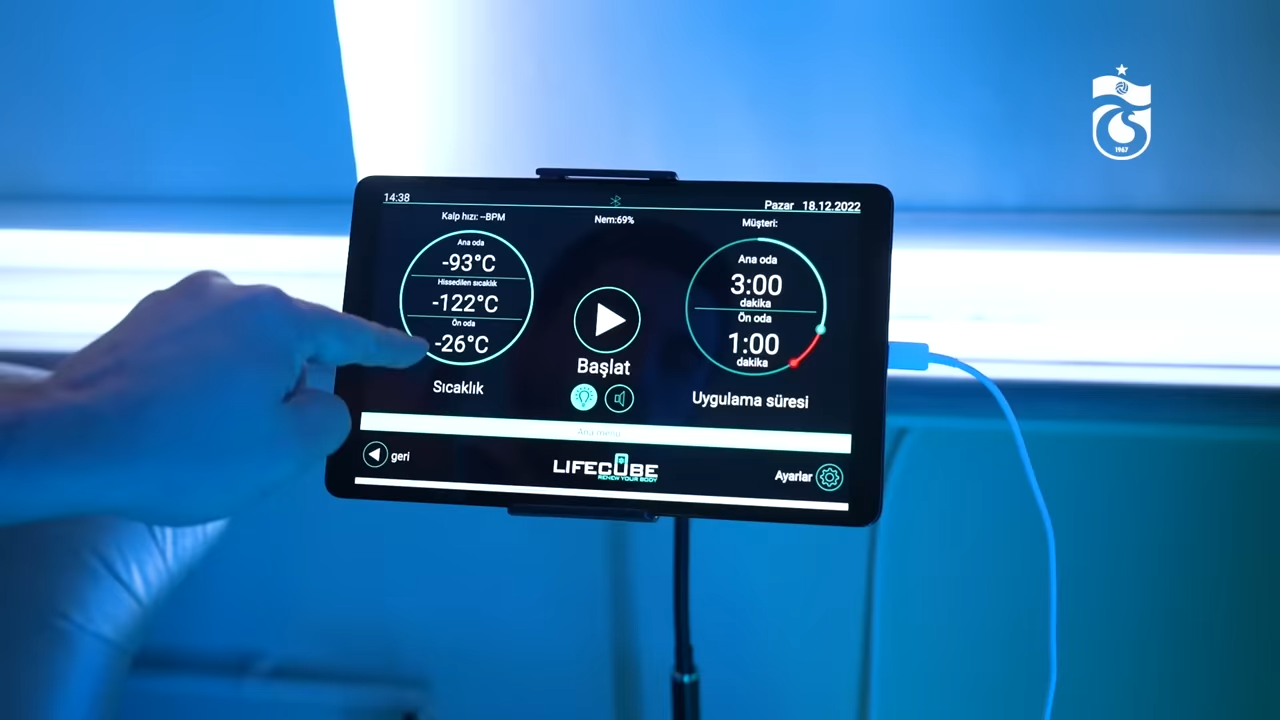 14:38
Pazar 18.12.2022
Kalp hızı: --BPM
Nem:69%
Müşteri:
Ana oda
-93°C
Hissedilen sıcaklık
-122°C
Ön oda
-26°C
Sıcaklık
Başlat
Ana oda
3:00
dakika
Ön oda
1:00
dakika
Uygulama süresi
Ana menü
geri
LIFECUBE
RENEW YOUR BODY
Ayarlar
1967